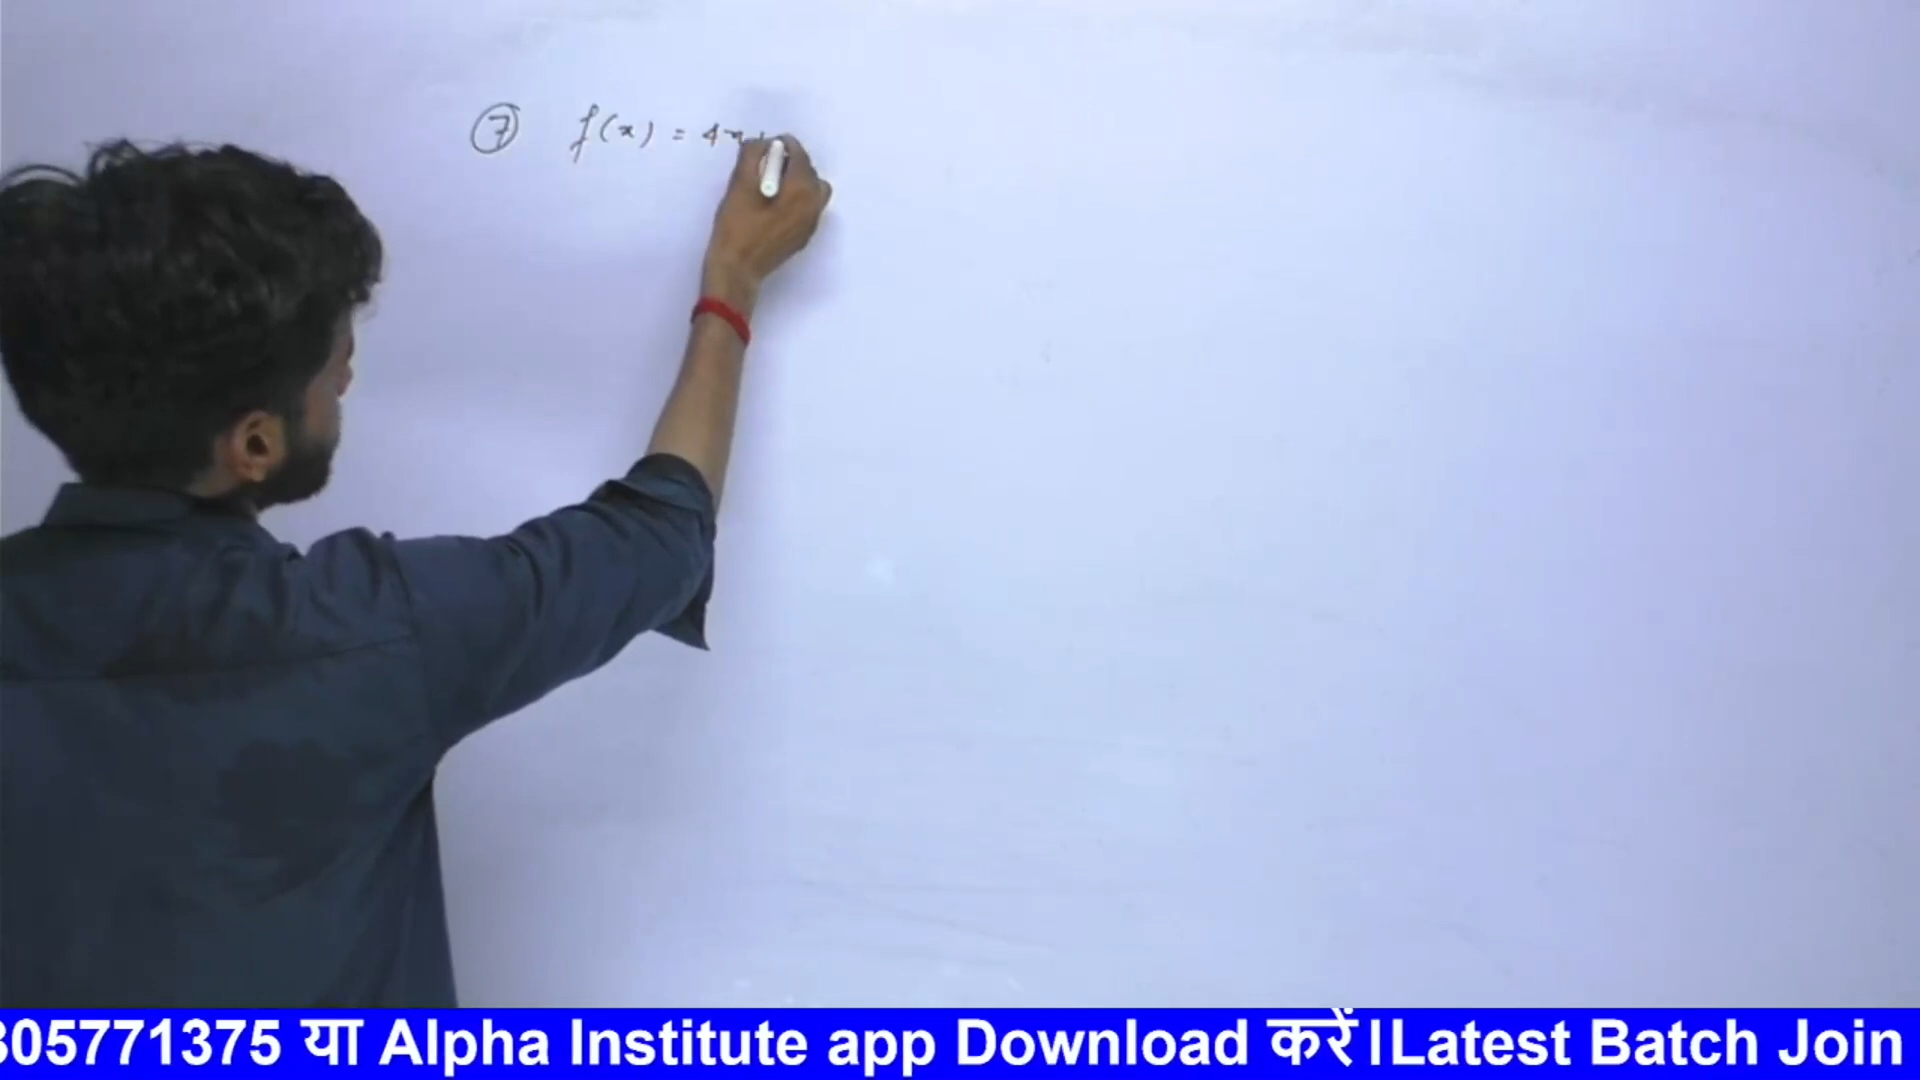 ⑦ f(x) = 4x+
305771375 या Alpha Institute app Download करें।Latest Batch Join